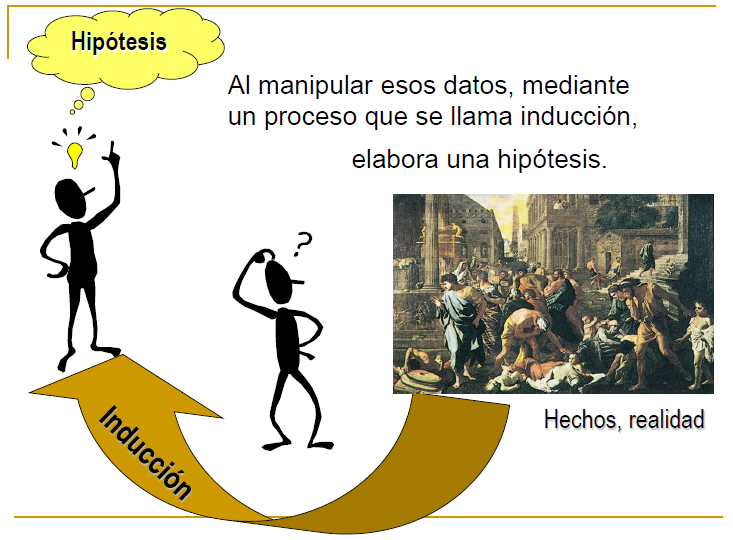 Hipótesis
Al manipular esos datos, mediante
un proceso que se llama inducción,
elabora una hipótesis.
?
Hechos, realidad
Inducción